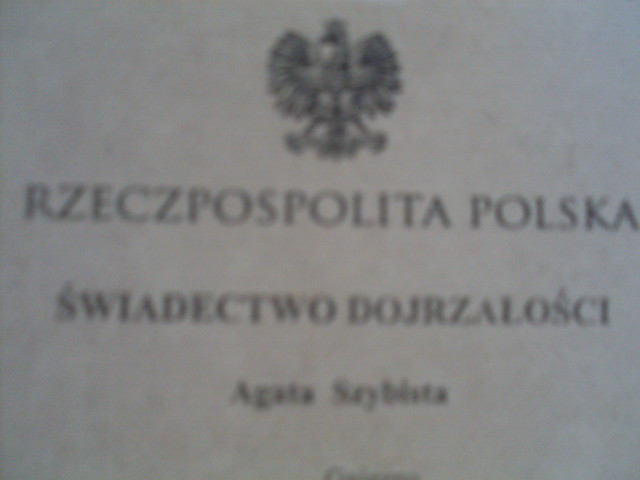 RZECZPOSPOLITA POLSKA
ŚWIADECTWO DOJRZAŁOŚCI
Agata Szybista